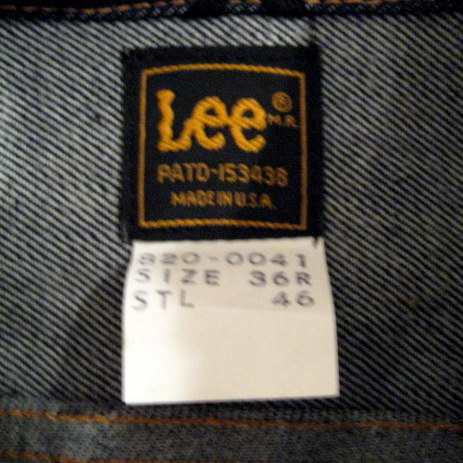 Lee® M.R.
PATD-153438
MADE IN U.S.A.
820-0041
SIZE 36R
STL 46